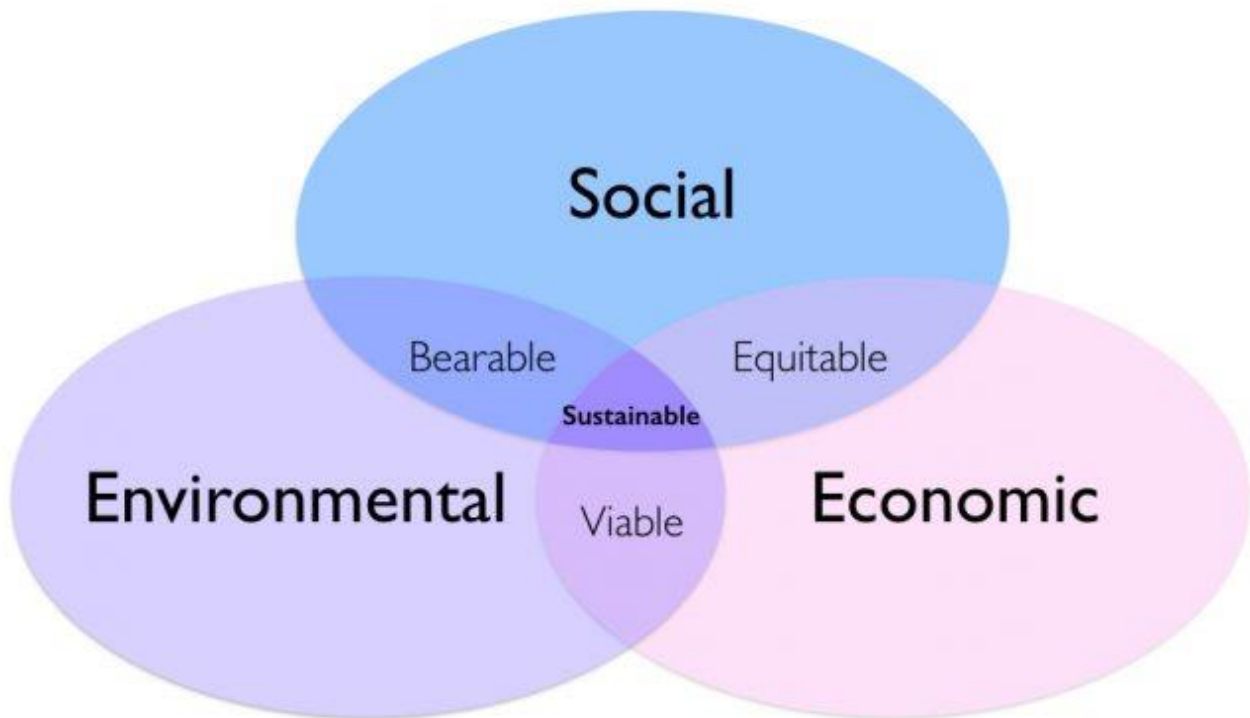 Social
Bearable
Equitable
Sustainable
Environmental
Economic
Viable